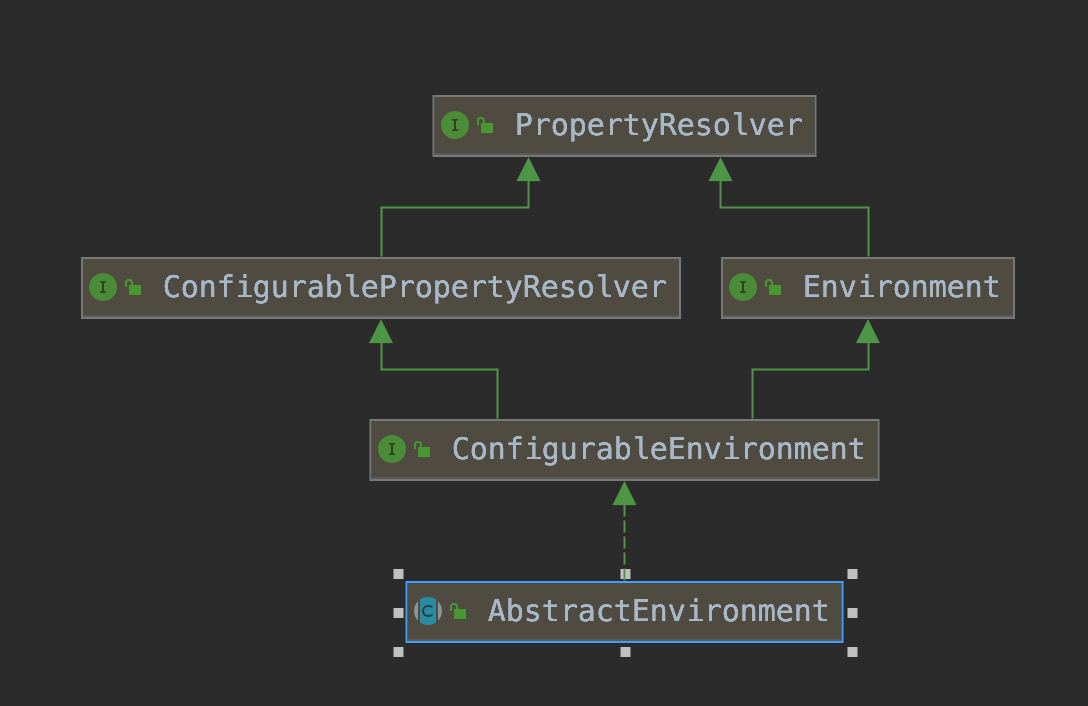 I PropertyResolver
I ConfigurablePropertyResolver
I Environment
I ConfigurableEnvironment
C AbstractEnvironment